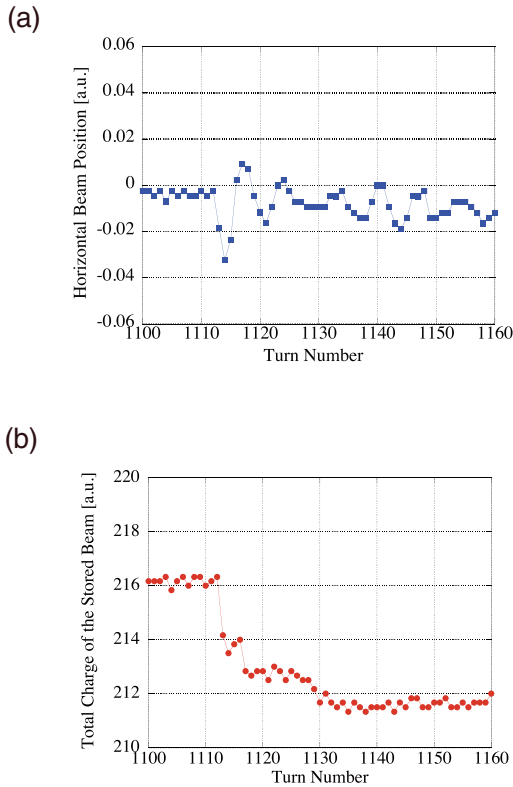 (a)
0.06
0.04
0.02
0
-0.02
-0.04
-0.06
Horizontal Beam Position [a.u.]
1100 1110 1120 1130 1140 1150 1160
Turn Number
(b)
220
218
216
214
212
210
Total Charge of the Stored Beam [a.u.]
1100 1110 1120 1130 1140 1150 1160
Turn Number